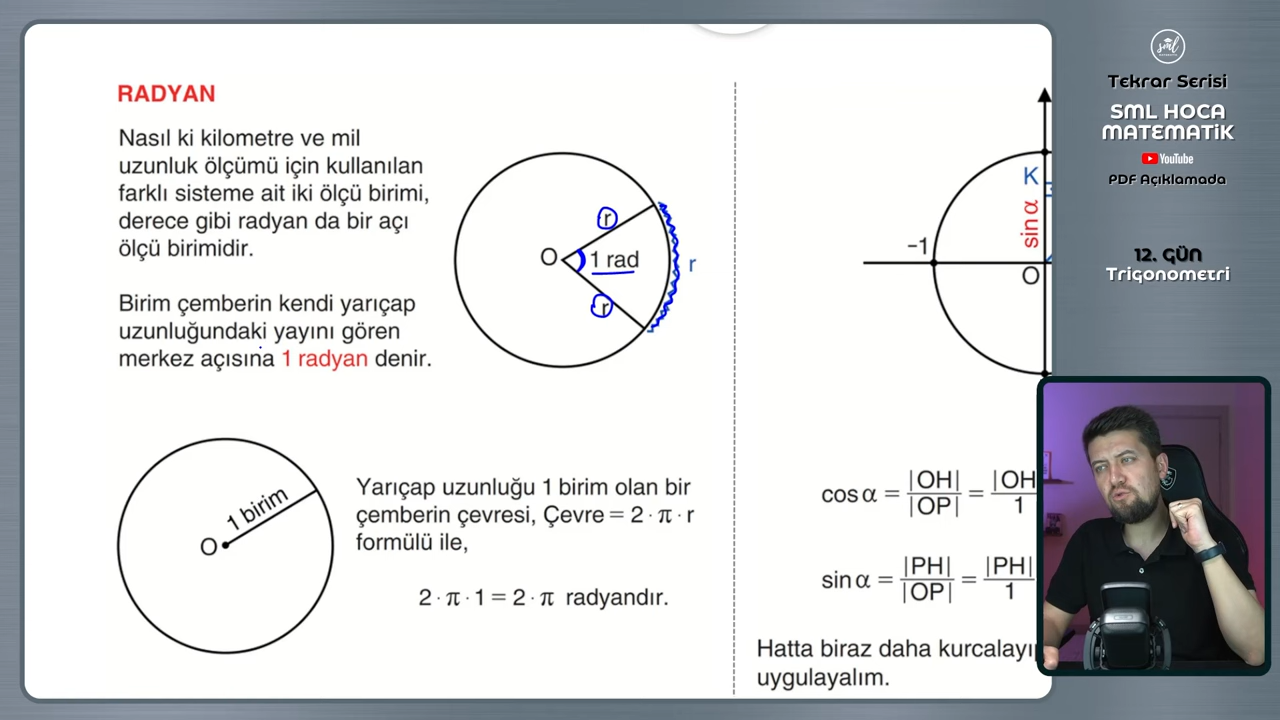 RADYAN
Nasıl ki kilometre ve mil
uzunluk ölçümü için kullanılan
farklı sisteme ait iki ölçü birimi,
derece gibi radyan da bir açı
ölçü birimidir.
Birim çemberin kendi yarıçap
uzunluğundaki yayını gören
merkez açısına 1 radyan denir.
r
O
1 rad
r
r
1 birim
O
Yarıçap uzunluğu 1 birim olan bir
çemberin çevresi, Çevre = 2 · π · r
formülü ile,
2 · π · 1 = 2 · π radyandır.
K
sin α
–1
O
cos α = |OH| / |OP| = |OH / 1
sin α = |PH| / |OP| = |PH| / 1
Hatta biraz daha kurcalayı
uygulayalım.
sml
Tekrar Serisi
SML HOCA
MATEMATİK
YouTube
PDF Açıklamada
12. GÜN
Trigonometri